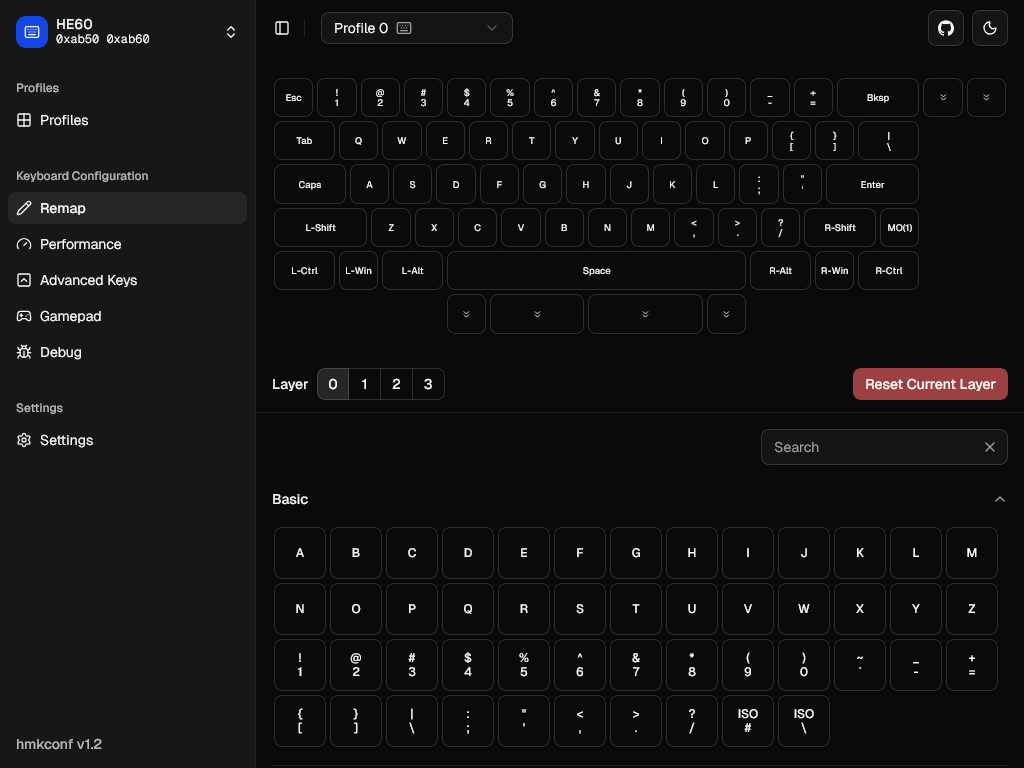 HE60
0xab50 0xab60
Profiles
Profiles
Keyboard Configuration
Remap
Performance
Advanced Keys
Gamepad
Debug
Settings
Settings
hmkconf v1.2
Profile 0
Esc ! 1 @ 2 # 3 $ 4 % 5 ^ 6 & 7 * 8 ( 9 ) 0 _ - + = Bksp
Tab Q W E R T Y U I O P { [ } ] | \
Caps A S D F G H J K L : ; " ' Enter
L-Shift Z X C V B N M < , > . ? / R-Shift MO(1)
L-Ctrl L-Win L-Alt Space R-Alt R-Win R-Ctrl
Layer 0 1 2 3 Reset Current Layer
Search
Basic
A B C D E F G H I J K L M
N O P Q R S T U V W X Y Z
! @ # $ % ^ & * ( ) ~ _ +
1 2 3 4 5 6 7 8 9 0 ` - =
{ } | : " < > ? ISO ISO
[ ] \ ; ' , . / # \